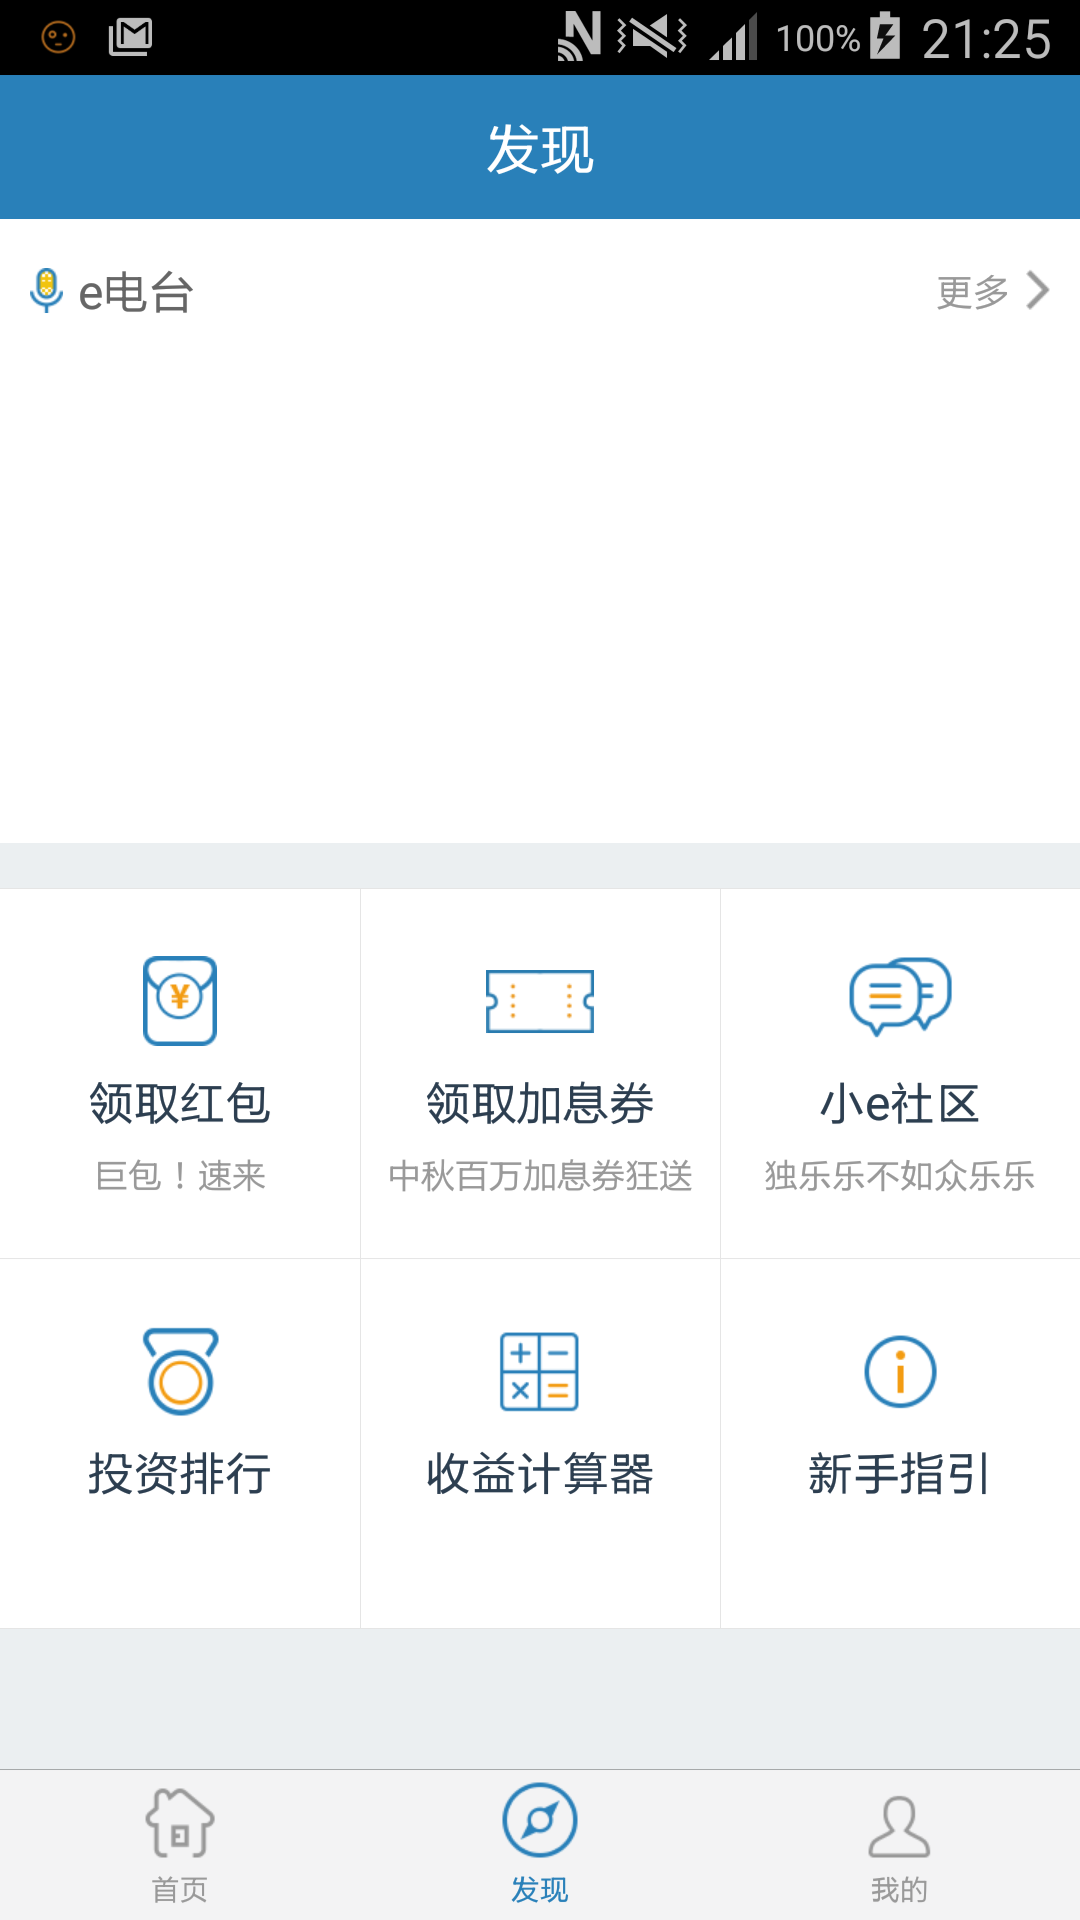 100% 21:25
发现
e电台
更多
领取红包
巨包！速来
领取加息券
中秋百万加息券狂送
小e社区
独乐乐不如众乐乐
投资排行
收益计算器
新手指引
首页
发现
我的